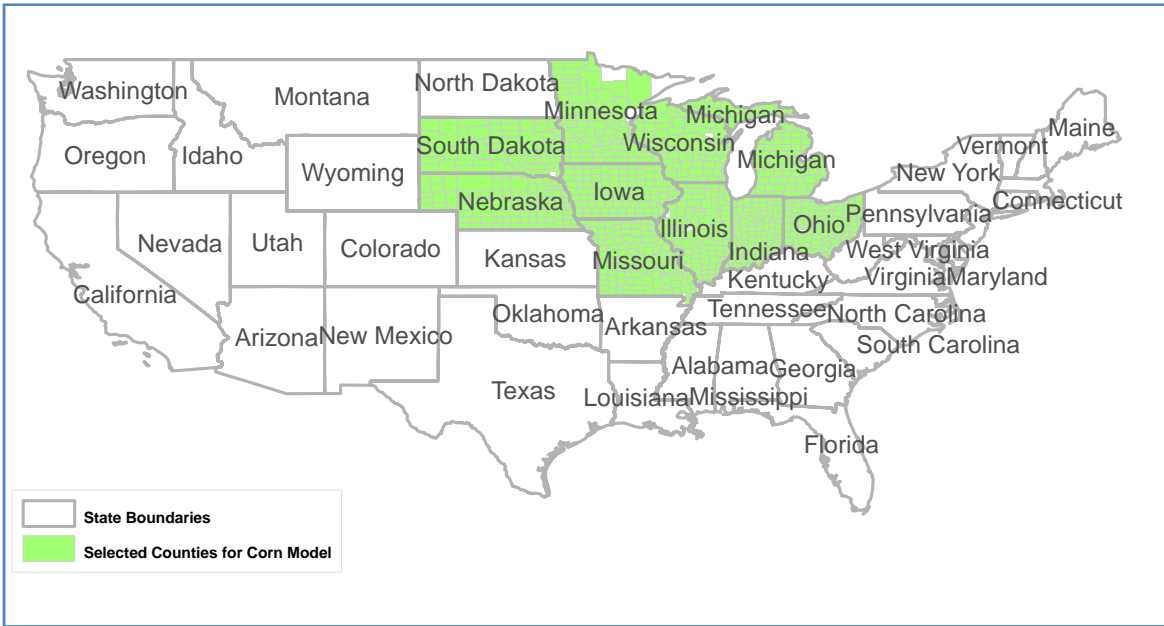 Washington
Montana
North Dakota
Minnesota
Michigan
Maine
Oregon
Idaho
Wyoming
South Dakota
Wisconsin
Michigan
Vermont
New York
Nebraska
Iowa
Connecticut
Nevada
Utah
Colorado
Kansas
Illinois
Indiana
Ohio
Pennsylvania
West Virginia
California
Missouri
Kentucky
Virginia
Maryland
Arizona
New Mexico
Oklahoma
Arkansas
Tennessee
North Carolina
South Carolina
Texas
Louisiana
Alabama
Mississippi
Georgia
Florida
State Boundaries
Selected Counties for Corn Model